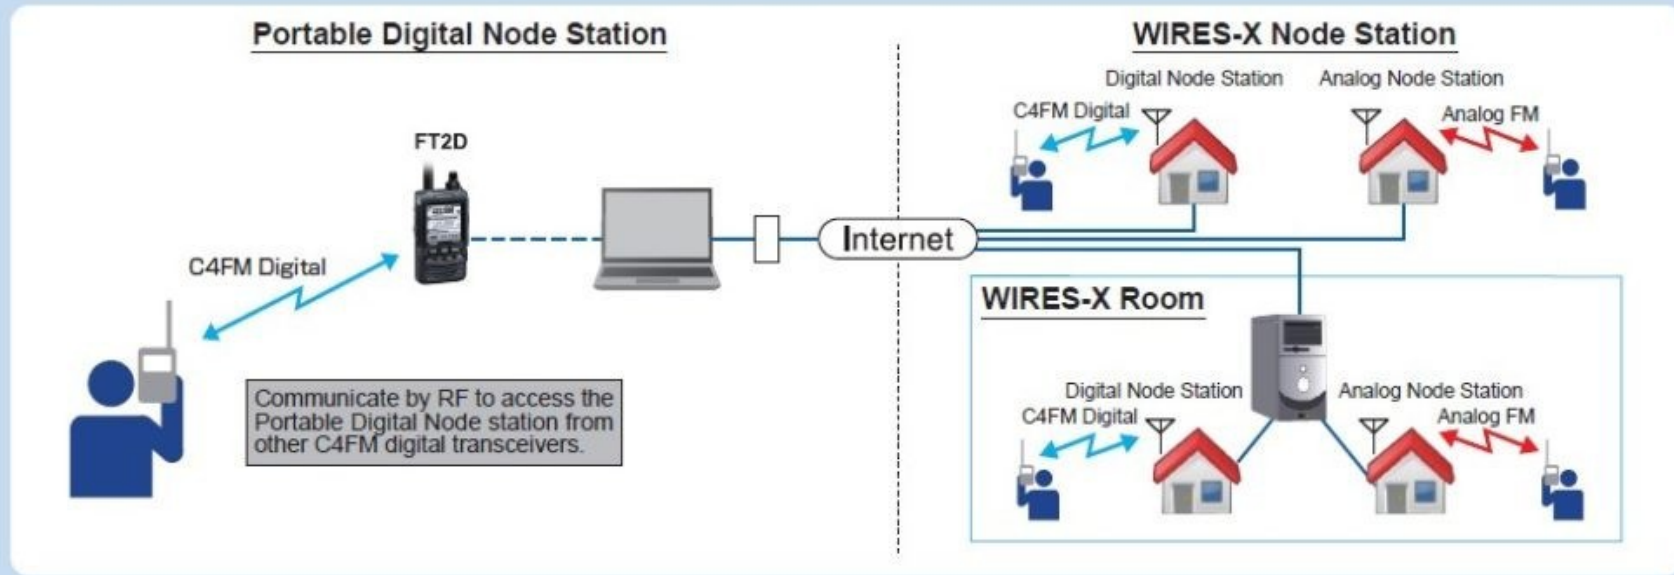 Portable Digital Node Station
FT2D
C4FM Digital
Communicate by RF to access the
Portable Digital Node station from
other C4FM digital transceivers.
Internet
WIRES-X Node Station
Digital Node Station
Analog Node Station
C4FM Digital
Analog FM
WIRES-X Room
Digital Node Station
Analog Node Station
C4FM Digital
Analog FM